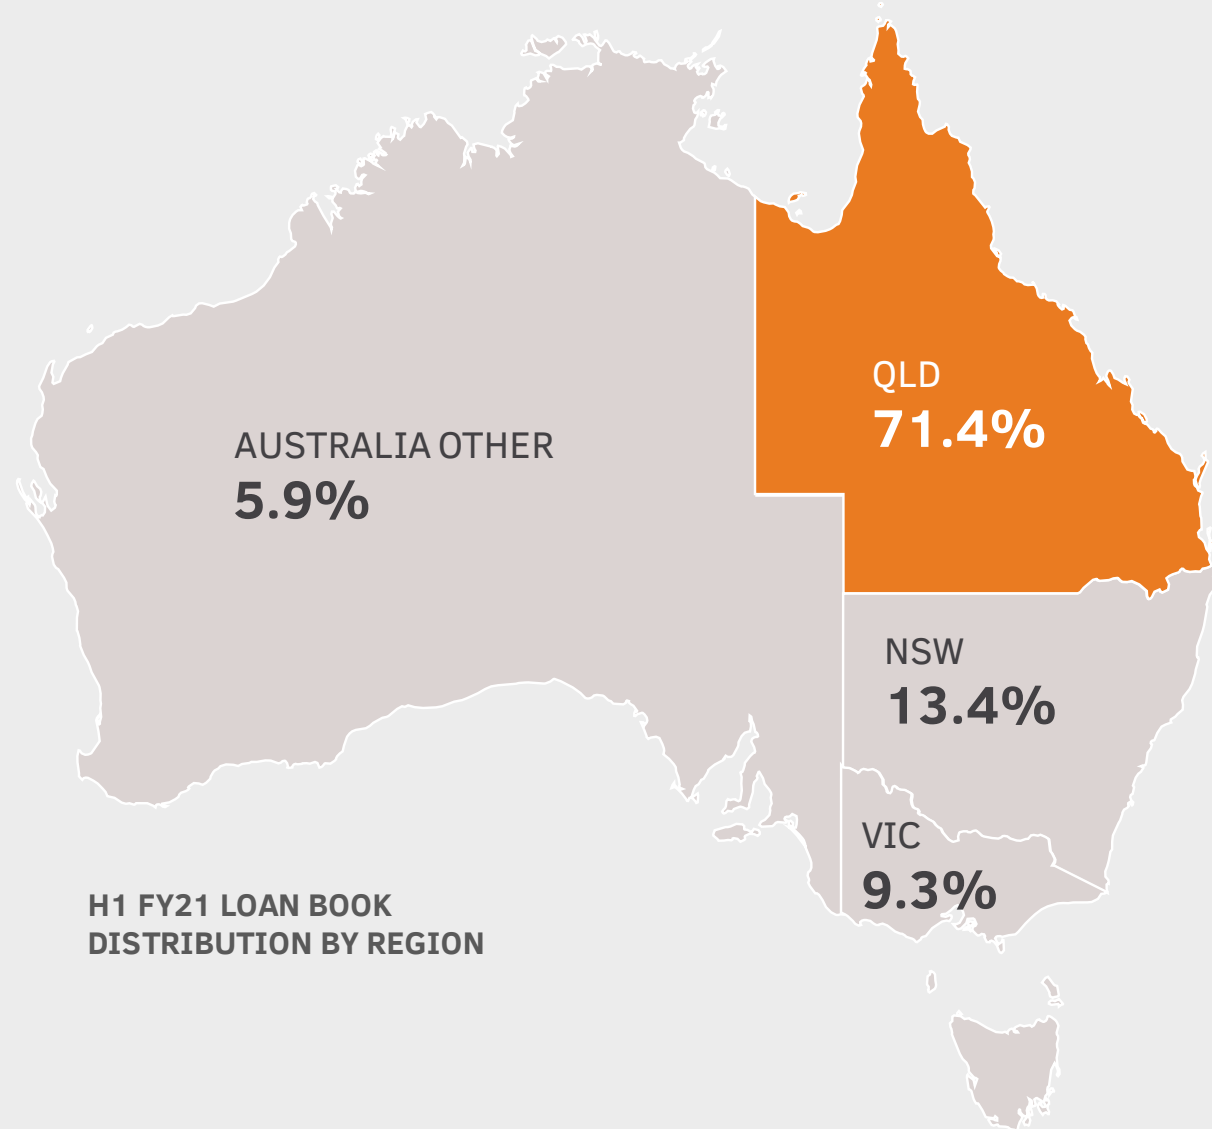 QLD
71.4%
AUSTRALIA OTHER
5.9%
NSW
13.4%
VIC
9.3%
H1 FY21 LOAN BOOK
DISTRIBUTION BY REGION